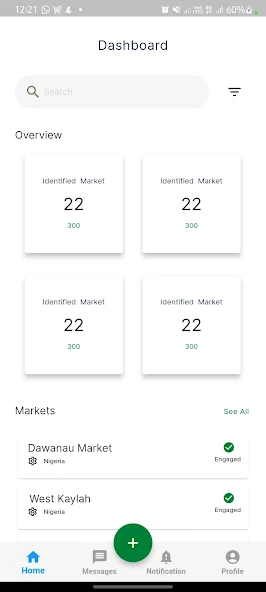 12:21 60%
Dashboard
Search
Overview
Identified Market Identified Market
22 22
300 300
Identified Market Identified Market
22 22
300 300
Markets See All
Dawanau Market
Nigeria Engaged
West Kaylah
Nigeria Engaged
+
Home Messages Notification Profile